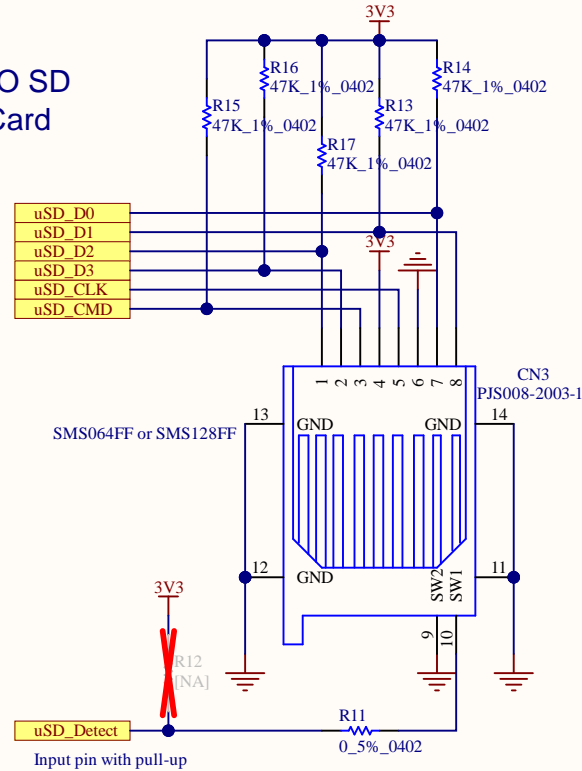 3V3
O SD
Card
R16
47K_1%_0402
R14
47K_1%_0402
R15
47K_1%_0402
R13
47K_1%_0402
R17
47K_1%_0402
uSD_D0
uSD_D1
uSD_D2
uSD_D3
uSD_CLK
uSD_CMD
3V3
1 2 3 4 5 6 7 8
CN3
PJS008-2003-1
13
GND
GND
14
SMS064FF or SMS128FF
12
GND
11
SW2
SW1
9
10
3V3
R12
[NA]
uSD_Detect
R11
0_5%_0402
Input pin with pull-up